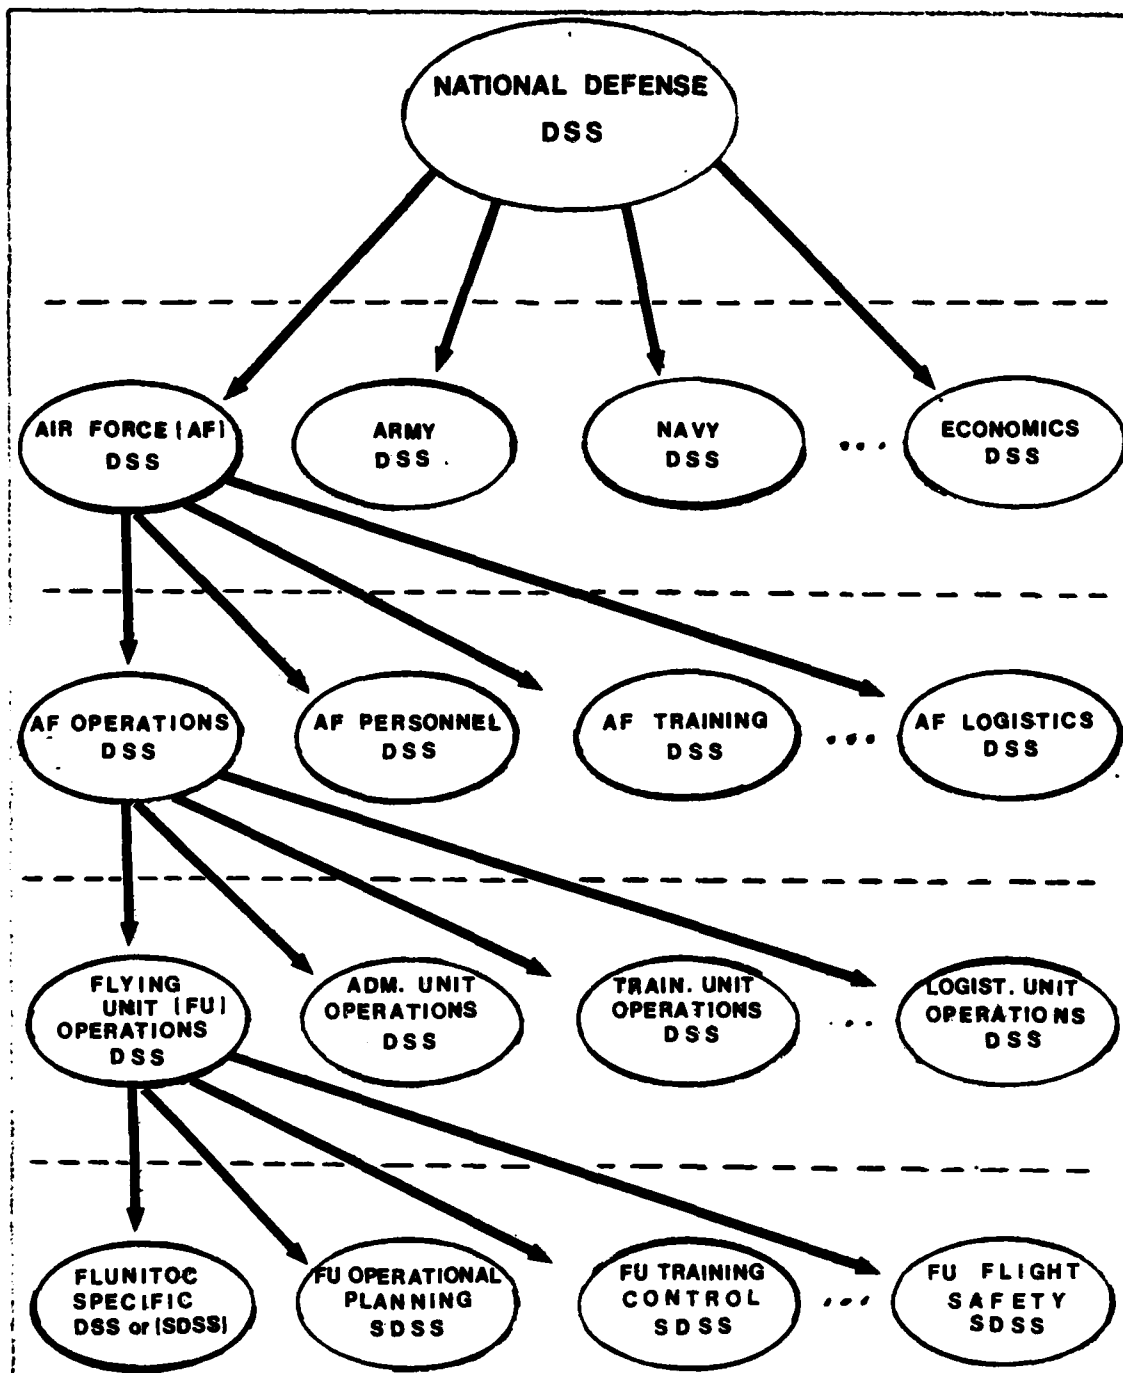 NATIONAL DEFENSE
DSS
AIR FORCE [AF]
DSS
ARMY
DSS
NAVY
DSS
...
ECONOMICS
DSS
AF OPERATIONS
DSS
AF PERSONNEL
DSS
AF TRAINING
DSS
...
AF LOGISTICS
DSS
FLYING
UNIT [FU]
OPERATIONS
DSS
ADM. UNIT
OPERATIONS
DSS
TRAIN. UNIT
OPERATIONS
DSS
...
LOGIST. UNIT
OPERATIONS
DSS
FLUNITOC
SPECIFIC
DSS or [SDSS]
FU OPERATIONAL
PLANNING
SDSS
FU TRAINING
CONTROL
SDSS
...
FU FLIGHT
SAFETY
SDSS